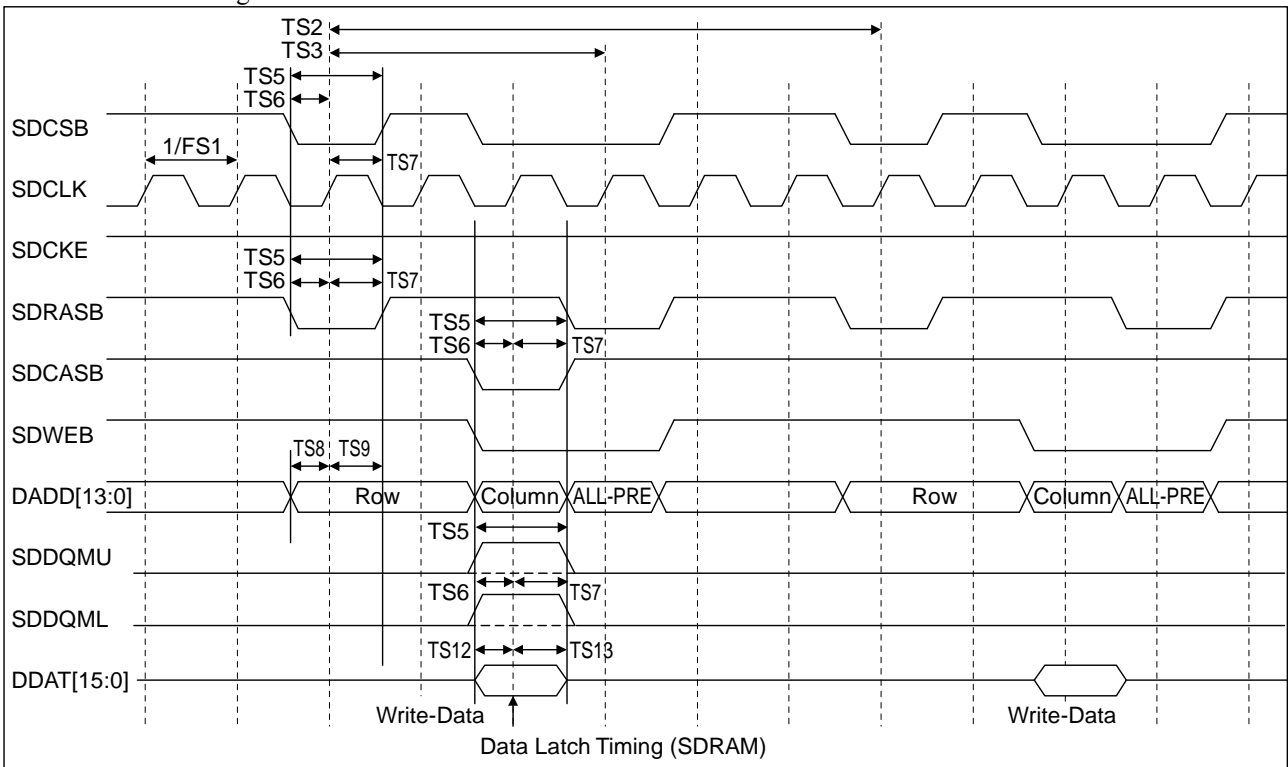 TS2
TS3
TS5
TS6
SDCSB
1/FS1
TS7
SDCLK
SDCKE
TS5
TS6 TS7
SDRASB
TS5
TS6 TS7
SDCASB
SDWEB
TS8 TS9
DADD[13:0] Row Column ALL-PRE Row Column ALL-PRE
TS5
SDDQMU
TS6 TS7
SDDQML
TS12 TS13
DDAT[15:0]
Write-Data Write-Data
Data Latch Timing (SDRAM)